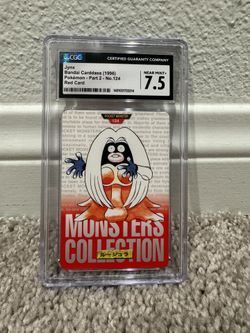 CGC
CERTIFIED GUARANTY COMPANY
Jynx
Bandai Carddass (1996)
Pokémon - Part 2 - No.124
Red Card
NEAR MINT+
7.5
POCKET MONSTER
124
MONSTERS
COLLECTION
ルージュラ